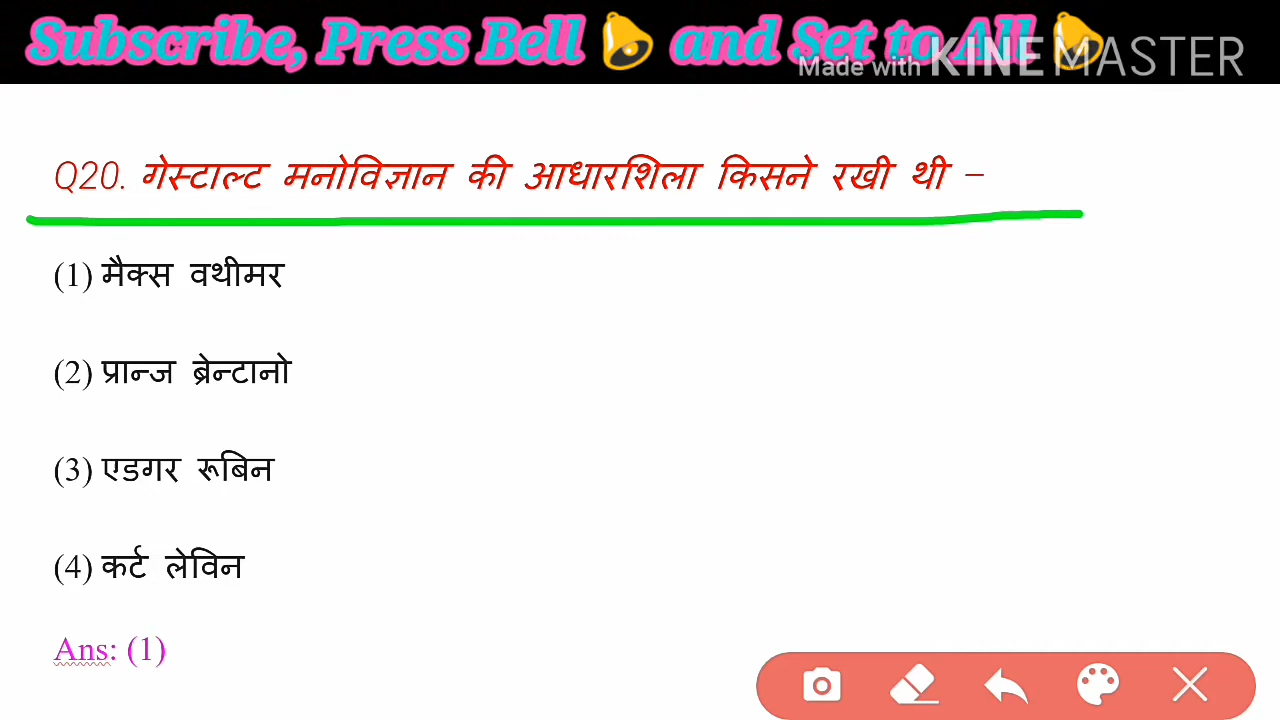 Subscribe, Press Bell 🔔 and Set to All 🔔
Made with KINEMASTER
Q20. गेस्टाल्ट मनोविज्ञान की आधारशिला किसने रखी थी –
(1) मैक्स वथीमर
(2) प्रान्ज ब्रेन्टानो
(3) एडगर रूबिन
(4) कर्ट लेविन
Ans: (1)